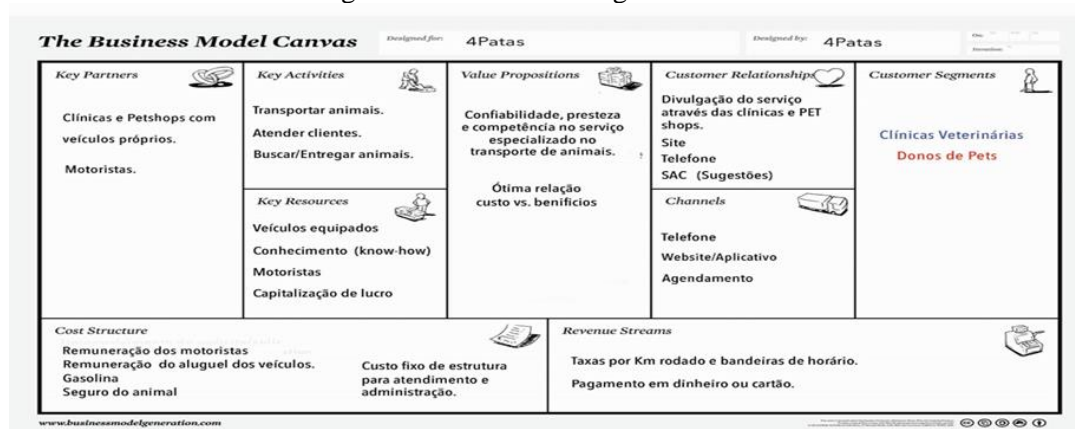 The Business Model Canvas
Designed for:
4Patas
Designed by:
4Patas
On:
Iteration:
Key Partners
Clínicas e Petshops com
veículos próprios.
Motoristas.
Key Activities
Transportar animais.
Atender clientes.
Buscar/Entregar animais.
Key Resources
Veículos equipados
Conhecimento (know-how)
Motoristas
Capitalização de lucro
Value Propositions
Confiabilidade, presteza
e competência no serviço
especializado no
transporte de animais.
Ótima relação
custo vs. benifícios
Customer Relationships
Divulgação do serviço
através das clínicas e PET
shops.
Site
Telefone
SAC (Sugestões)
Channels
Telefone
Website/Aplicativo
Agendamento
Customer Segments
Clínicas Veterinárias
Donos de Pets
Cost Structure
Remuneração dos motoristas
Remuneração do aluguel dos veículos.
Gasolina
Seguro do animal
Custo fixo de estrutura
para atendimento e
administração.
Revenue Streams
Taxas por Km rodado e bandeiras de horário.
Pagamento em dinheiro ou cartão.
www.businessmodelgeneration.com